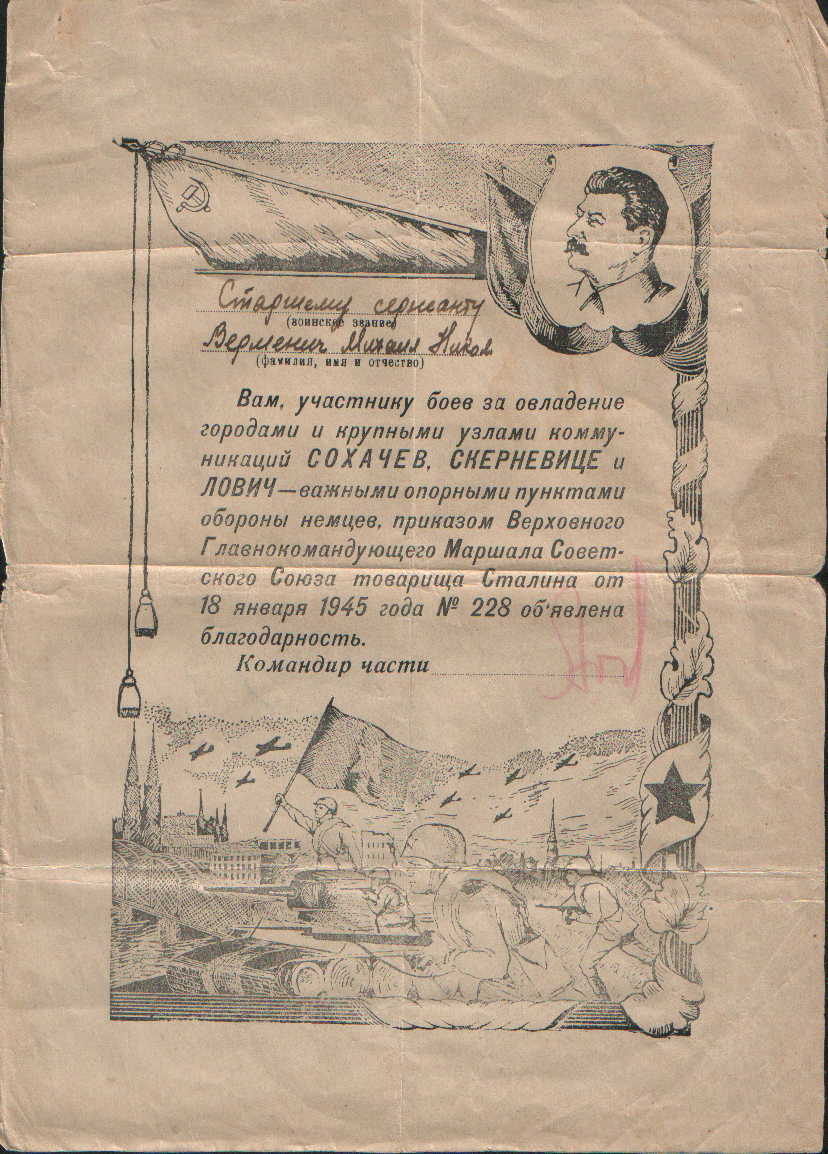 Старшему сержанту
(воинское звание)
Верменич Михаил Никол
(фамилия, имя и отчество)
Вам, участнику боев за овладение
городами и крупными узлами комму-
никаций СОХАЧЕВ, СКЕРНЕВИЦЕ и
ЛОВИЧ—важными опорными пунктами
обороны немцев, приказом Верховного
Главнокомандующего Маршала Совет-
ского Союза товарища Сталина от
18 января 1945 года № 228 об'явлена
благодарность.
Командир части